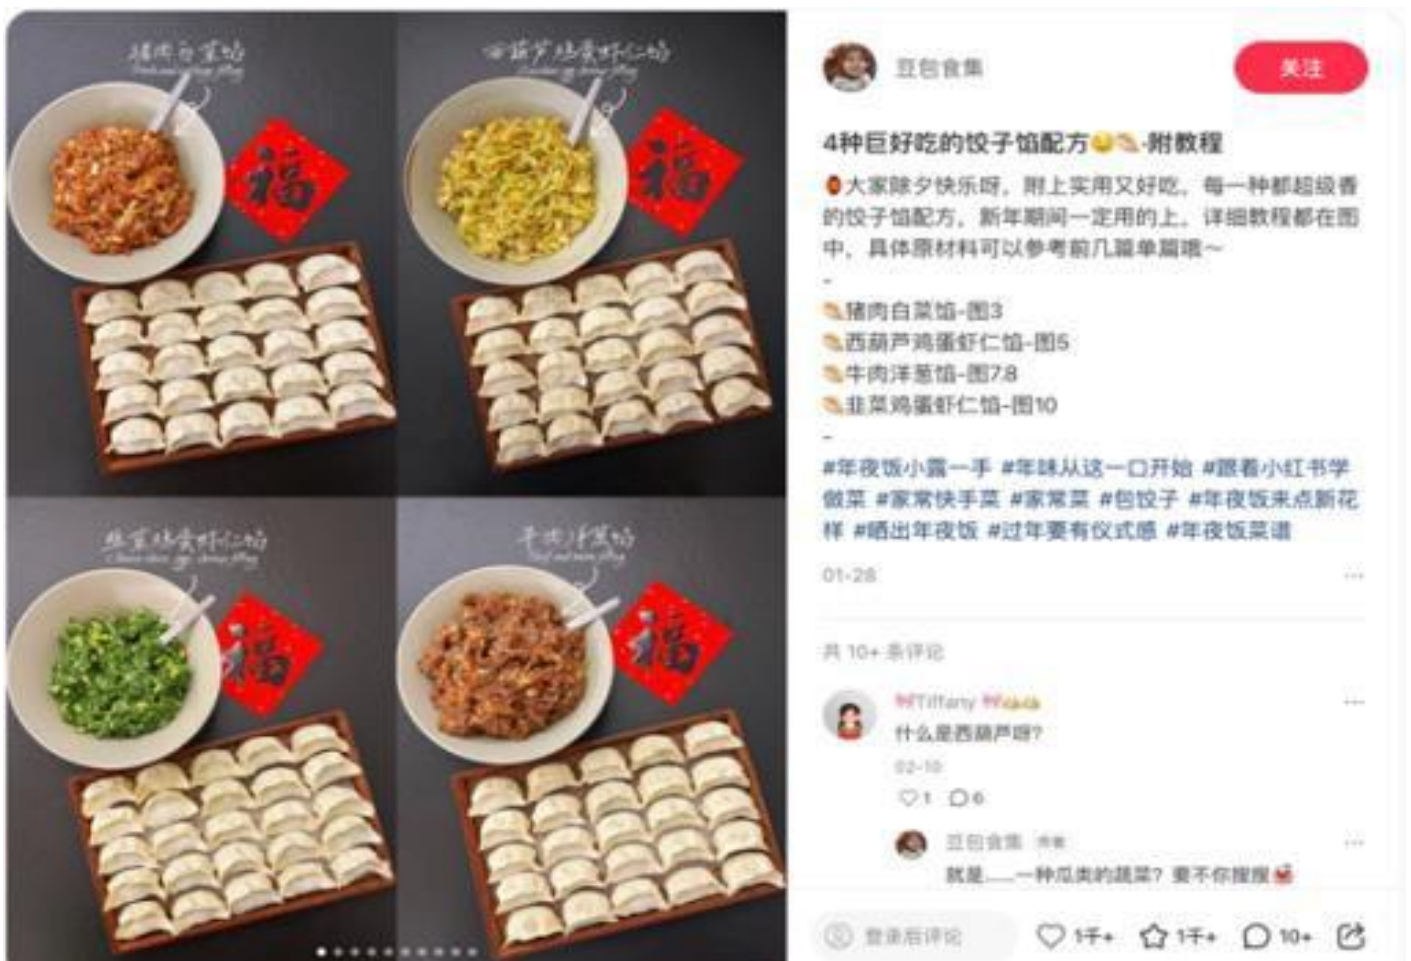 猪肉白菜馅
西葫芦鸡蛋虾仁馅
福
福
韭菜鸡蛋虾仁馅
牛肉洋葱馅
福
福
豆包食集
关注
4种巨好吃的饺子馅配方😋🥟-附教程
🏮大家除夕快乐呀，附上实用又好吃，每一种都超级香
的饺子馅配方，新年期间一定用的上，详细教程都在图
中，具体原材料可以参考前几篇单篇哦～
-
🥟猪肉白菜馅-图3
🥟西葫芦鸡蛋虾仁馅-图5
🥟牛肉洋葱馅-图7.8
🥟韭菜鸡蛋虾仁馅-图10
-
#年夜饭小露一手 #年味从这一口开始 #跟着小红书学
做菜 #家常快手菜 #家常菜 #包饺子 #年夜饭来点新花
样 #晒出年夜饭 #过年要有仪式感 #年夜饭菜谱
01-28
共 10+ 条评论
🎀Tiffany 🎀
什么是西葫芦呀？
02-10
1 6
豆包食集 作者
就是......一种瓜类的蔬菜？要不你搜搜
登录后评论
1千+ 1千+ 10+